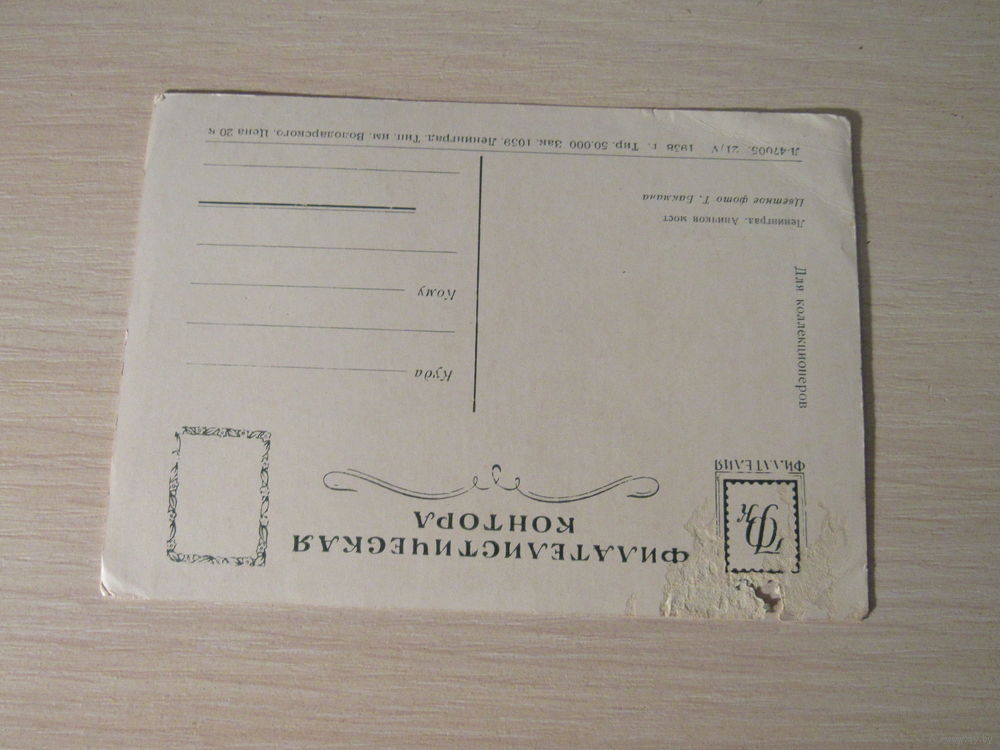 ФИЛАТЕЛИСТИЧЕСКАЯ
КОНТОРА
Фк
ФИЛАТЕЛИЯ
Для коллекционеров
Ленинград. Аничков мост
Цветное фото Т. Бакмана
Куда
Кому
Л-47005. 21/V 1958 г. Тир. 50.000 Зак. 1059. Ленинград. Тип. им. Володарского. Цена 20 к